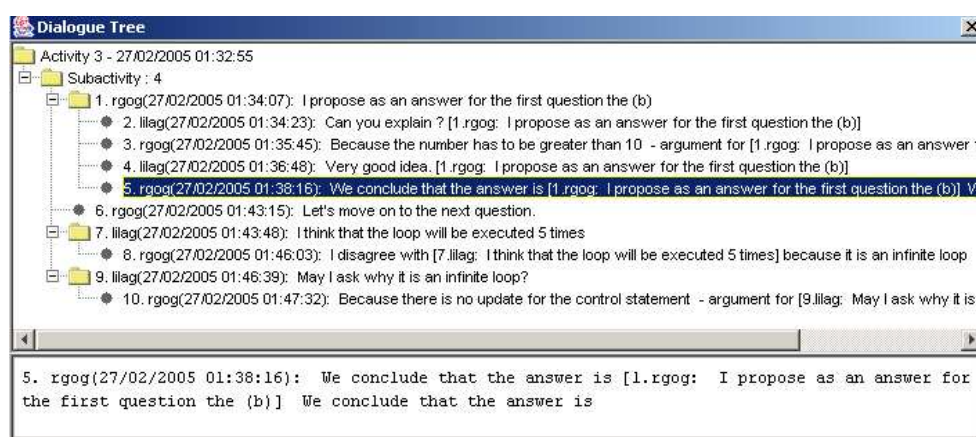 Dialogue Tree
Activity 3 - 27/02/2005 01:32:55
Subactivity : 4
1. rgog(27/02/2005 01:34:07): I propose as an answer for the first question the (b)
2. lilag(27/02/2005 01:34:23): Can you explain ? [1.rgog: I propose as an answer for the first question the (b)]
3. rgog(27/02/2005 01:35:45): Because the number has to be greater than 10 - argument for [1.rgog: I propose as an answer
4. lilag(27/02/2005 01:36:48): Very good idea. [1.rgog: I propose as an answer for the first question the (b)]
5. rgog(27/02/2005 01:38:16): We conclude that the answer is [1.rgog: I propose as an answer for the first question the (b)]
6. rgog(27/02/2005 01:43:15): Let's move on to the next question.
7. lilag(27/02/2005 01:43:48): I think that the loop will be executed 5 times
8. rgog(27/02/2005 01:46:03): I disagree with [7.lilag: I think that the loop will be executed 5 times] because it is an infinite loop
9. lilag(27/02/2005 01:46:39): May I ask why it is an infinite loop?
10. rgog(27/02/2005 01:47:32): Because there is no update for the control statement - argument for [9.lilag: May I ask why it is
5. rgog(27/02/2005 01:38:16): We conclude that the answer is [1.rgog: I propose as an answer for
the first question the (b)] We conclude that the answer is